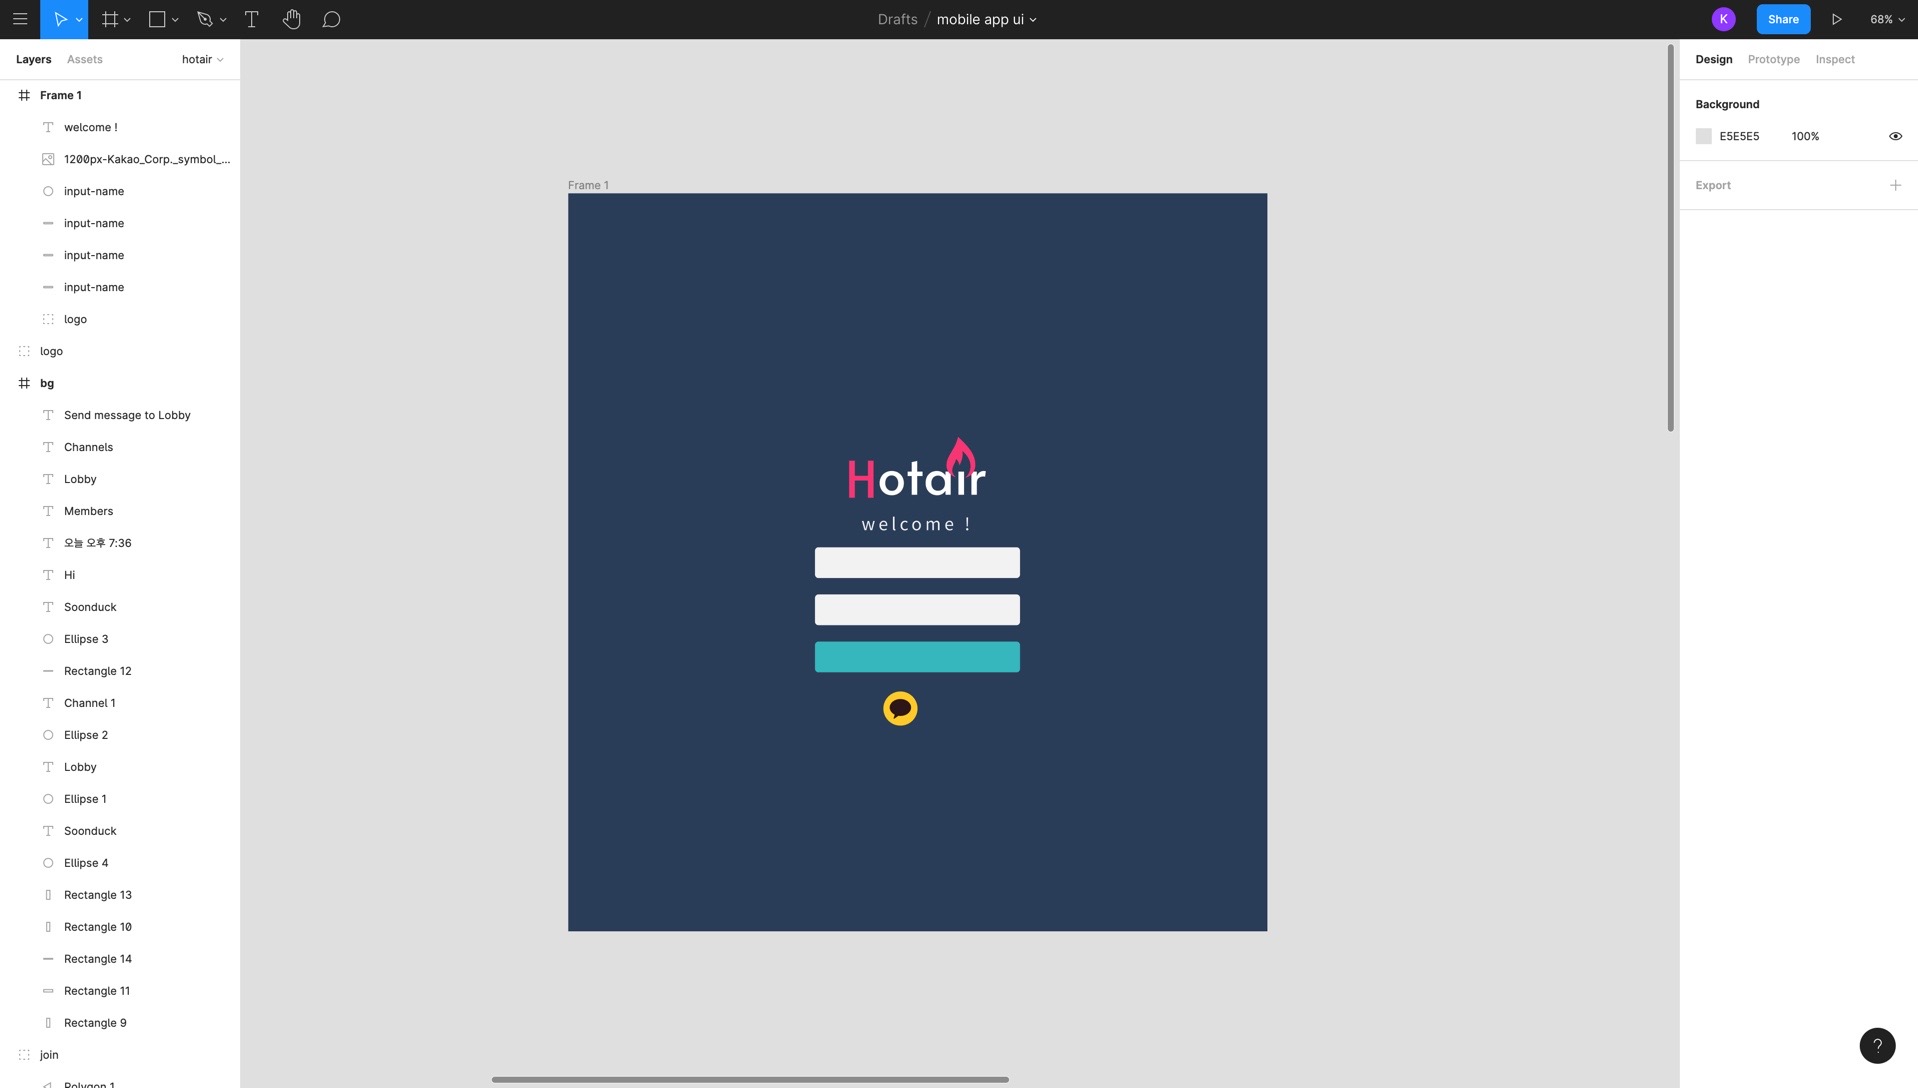 Drafts / mobile app ui
K
Share
68%
Layers
Assets
hotair
Frame 1
welcome !
1200px-Kakao_Corp._symbol_...
input-name
input-name
input-name
input-name
logo
logo
bg
Send message to Lobby
Channels
Lobby
Members
오늘 오후 7:36
Hi
Soonduck
Ellipse 3
Rectangle 12
Channel 1
Ellipse 2
Lobby
Ellipse 1
Soonduck
Ellipse 4
Rectangle 13
Rectangle 10
Rectangle 14
Rectangle 11
Rectangle 9
join
Polygon 1
Frame 1
Hotair
welcome !
Design
Prototype
Inspect
Background
E5E5E5
100%
Export
?